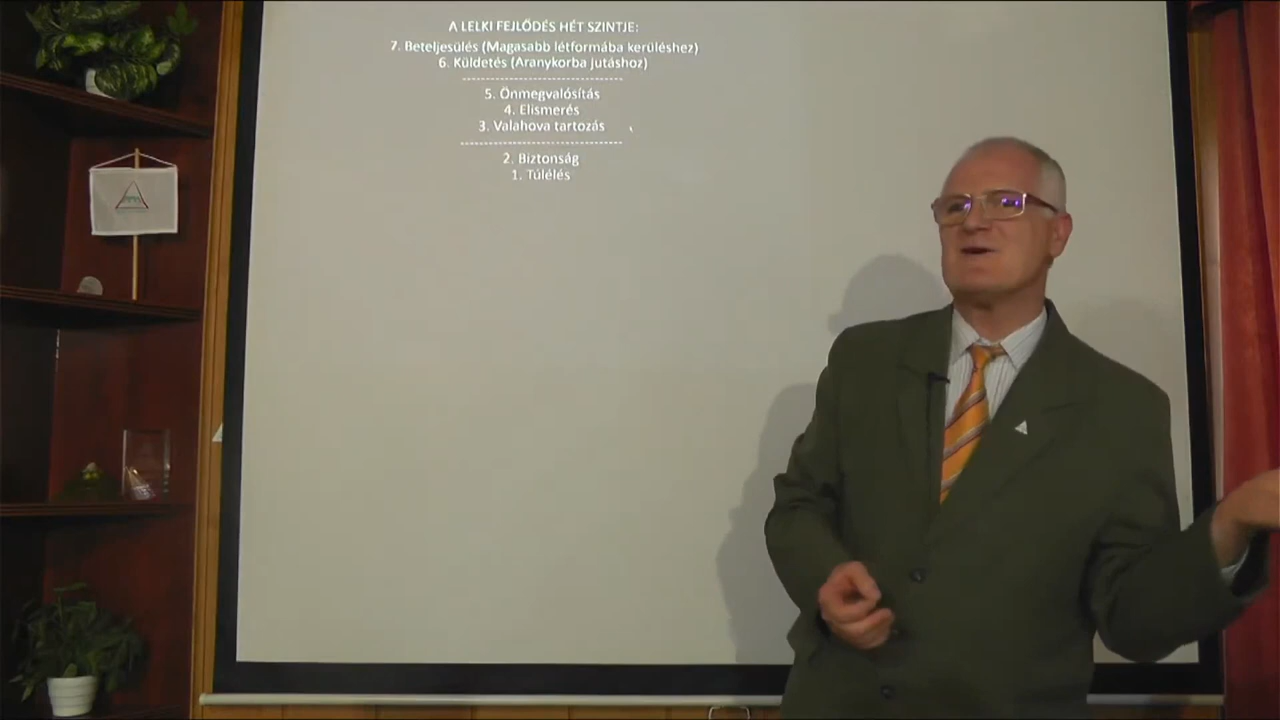 A LELKI FEJLŐDÉS HÉT SZINTJE:
7. Beteljesülés (Magasabb létformába kerüléshez)
6. Küldetés (Aranykorba jutáshoz)
-----------------------------
5. Önmegvalósítás
4. Elismerés
3. Valahova tartozás
-----------------------------
2. Biztonság
1. Túlélés